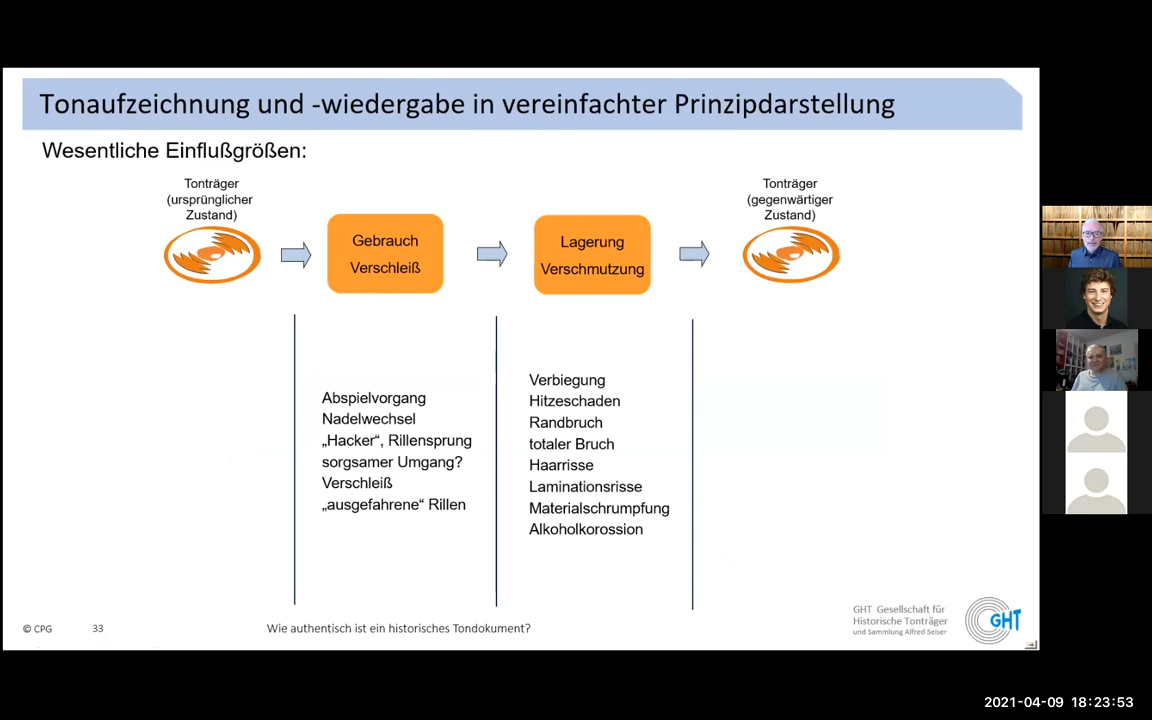 Tonaufzeichnung und -wiedergabe in vereinfachter Prinzipdarstellung
Wesentliche Einflußgrößen:
Tonträger
(ursprünglicher
Zustand)
Gebrauch
Verschleiß
Lagerung
Verschmutzung
Tonträger
(gegenwärtiger
Zustand)
Abspielvorgang
Nadelwechsel
„Hacker“, Rillensprung
sorgsamer Umgang?
Verschleiß
„ausgefahrene“ Rillen
Verbiegung
Hitzeschaden
Randbruch
totaler Bruch
Haarrisse
Laminationsrisse
Materialschrumpfung
Alkoholkorossion
© CPG
33
Wie authentisch ist ein historisches Tondokument?
GHT Gesellschaft für
Historische Tonträger
und Sammlung Alfred Seiser
GHT
2021-04-09 18:23:53